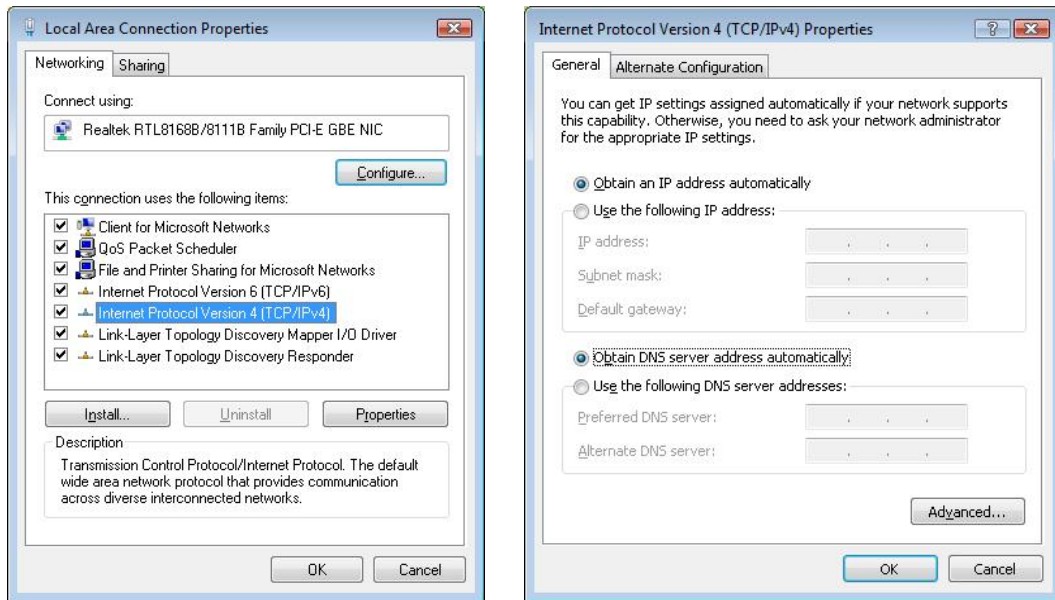 Local Area Connection Properties
Networking
Sharing
Connect using:
Realtek RTL8168B/8111B Family PCI-E GBE NIC
Configure...
This connection uses the following items:
Client for Microsoft Networks
QoS Packet Scheduler
File and Printer Sharing for Microsoft Networks
Internet Protocol Version 6 (TCP/IPv6)
Internet Protocol Version 4 (TCP/IPv4)
Link-Layer Topology Discovery Mapper I/O Driver
Link-Layer Topology Discovery Responder
Install...
Uninstall
Properties
Description
Transmission Control Protocol/Internet Protocol. The default
wide area network protocol that provides communication
across diverse interconnected networks.
OK
Cancel
Internet Protocol Version 4 (TCP/IPv4) Properties
General
Alternate Configuration
You can get IP settings assigned automatically if your network supports
this capability. Otherwise, you need to ask your network administrator
for the appropriate IP settings.
Obtain an IP address automatically
Use the following IP address:
IP address:
Subnet mask:
Default gateway:
Obtain DNS server address automatically
Use the following DNS server addresses:
Preferred DNS server:
Alternate DNS server:
Advanced...
OK
Cancel